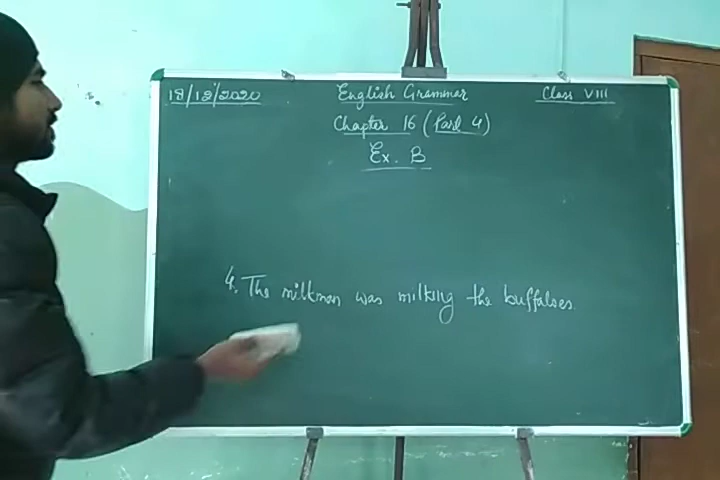 18/12/2020 English Grammar Class VIII
Chapter 16 (Part 4)
Ex. B
4. The milkman was milking the buffaloes.